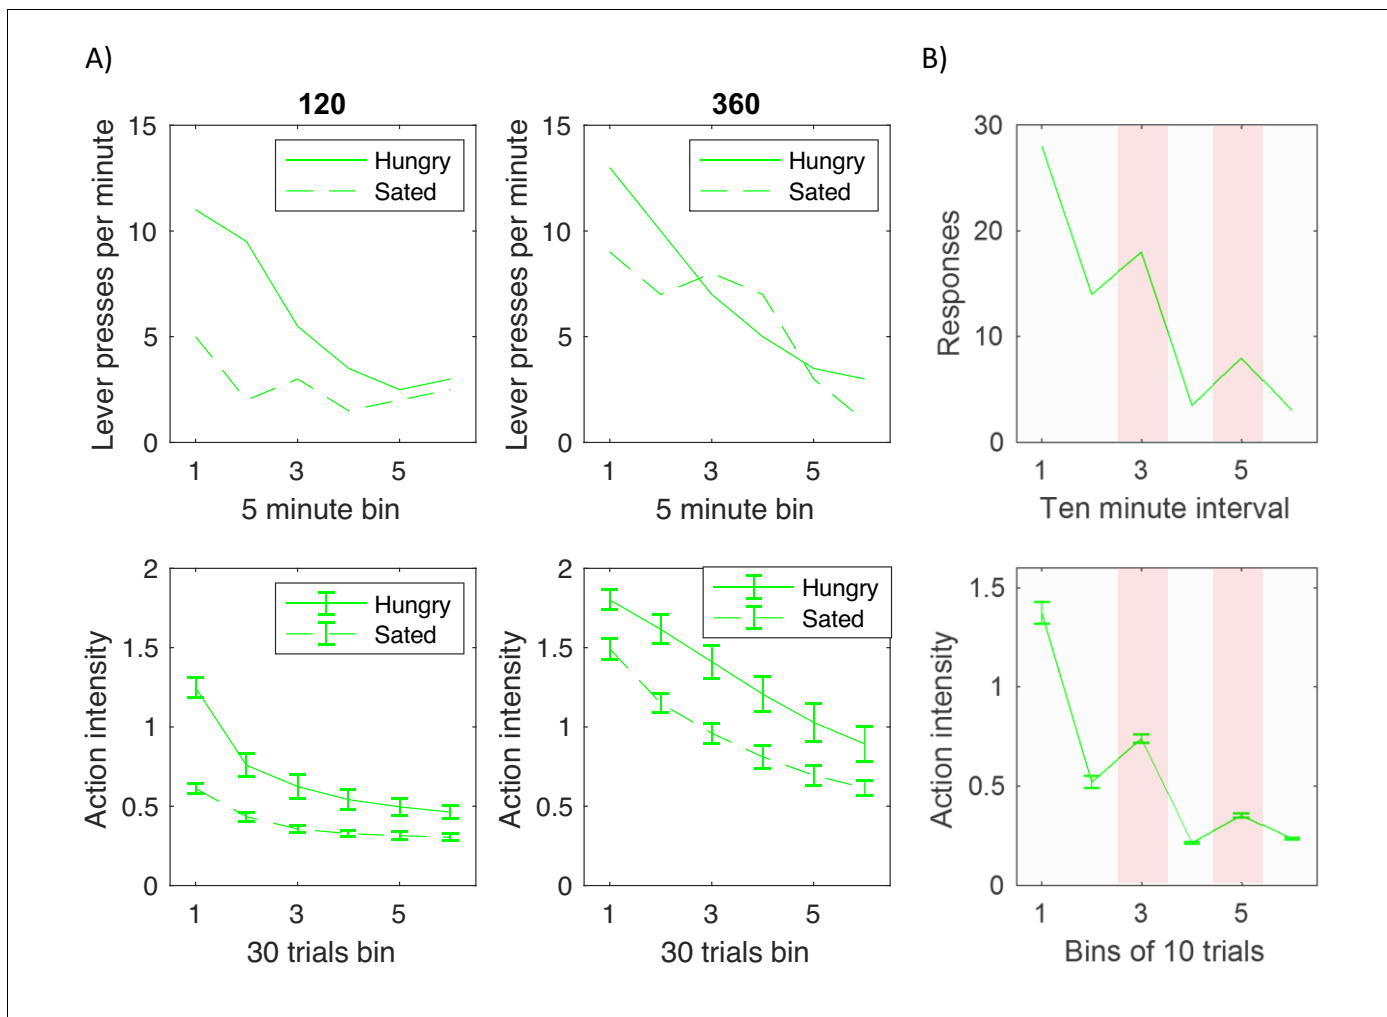 A)
B)
120
Lever presses per minute
15
10
5
0
Hungry
Sated
1
3
5
5 minute bin
360
Lever presses per minute
15
10
5
0
Hungry
Sated
1
3
5
5 minute bin
Responses
30
20
10
0
1
3
5
Ten minute interval
Action intensity
2
1.5
1
0.5
0
Hungry
Sated
1
3
5
30 trials bin
Action intensity
2
1.5
1
0.5
0
Hungry
Sated
1
3
5
30 trials bin
Action intensity
1.5
1
0.5
0
1
3
5
Bins of 10 trials